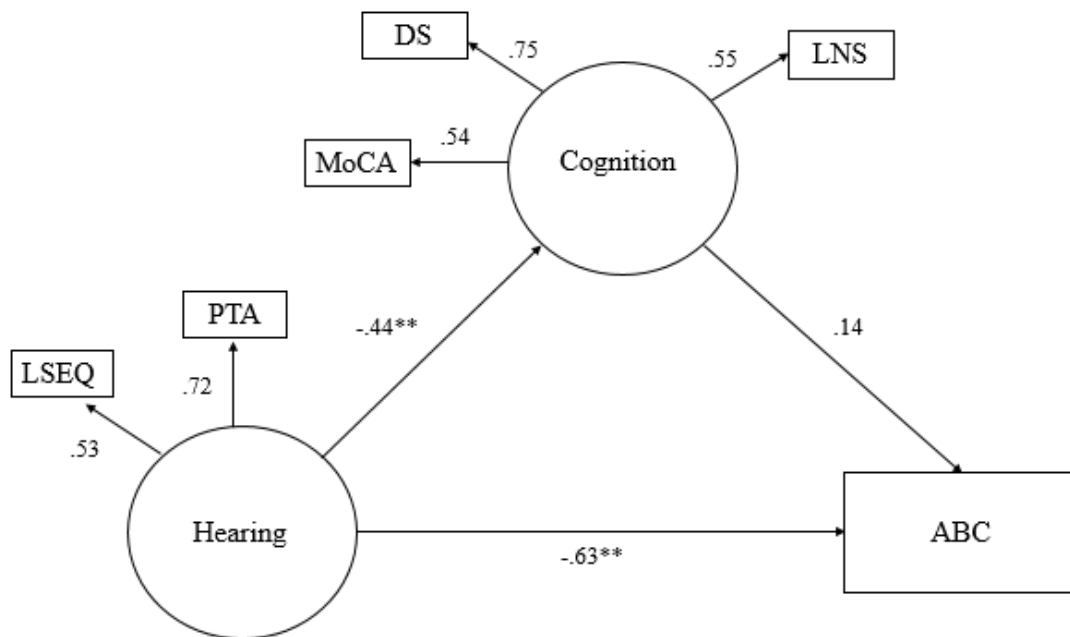 DS
.75
.55
LNS
MoCA
.54
Cognition
PTA
-.44**
.14
LSEQ
.72
.53
Hearing
-.63**
ABC